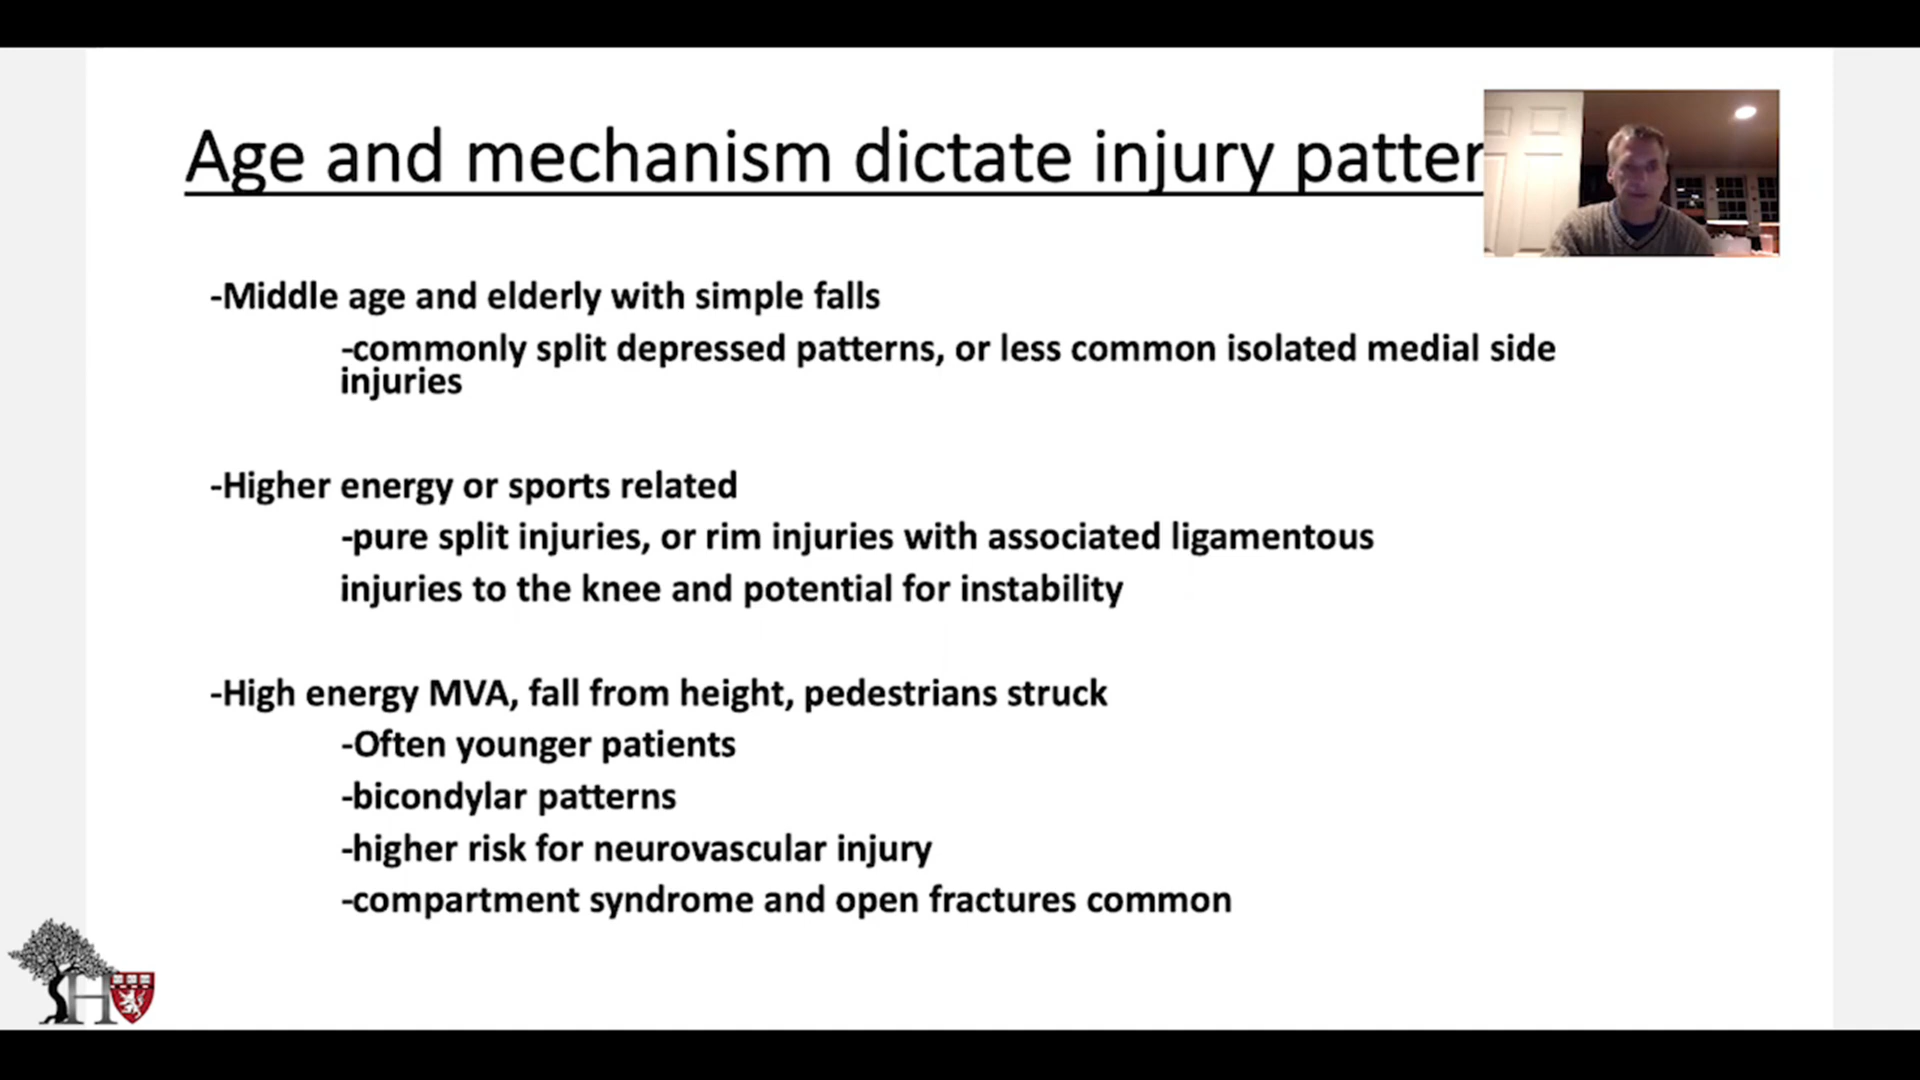 Age and mechanism dictate injury patter
-Middle age and elderly with simple falls
-commonly split depressed patterns, or less common isolated medial side
injuries
-Higher energy or sports related
-pure split injuries, or rim injuries with associated ligamentous
injuries to the knee and potential for instability
-High energy MVA, fall from height, pedestrians struck
-Often younger patients
-bicondylar patterns
-higher risk for neurovascular injury
-compartment syndrome and open fractures common
H